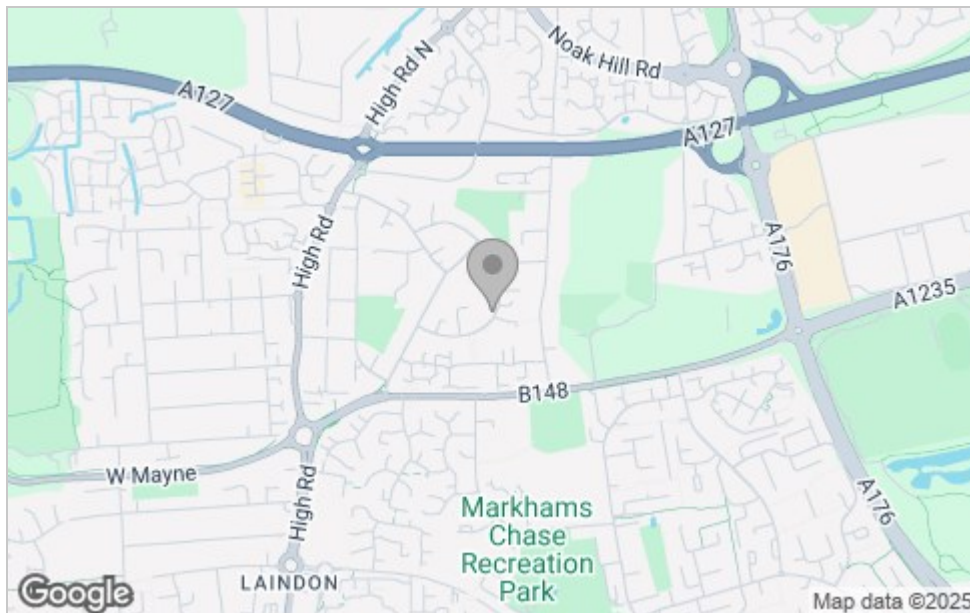 High Rd N
Noak Hill Rd
A127
A127
High Rd
A176
A1235
B148
W Mayne
High Rd
A176
Markhams
Chase
Recreation
Park
LAINDON
Google
Map data ©2025